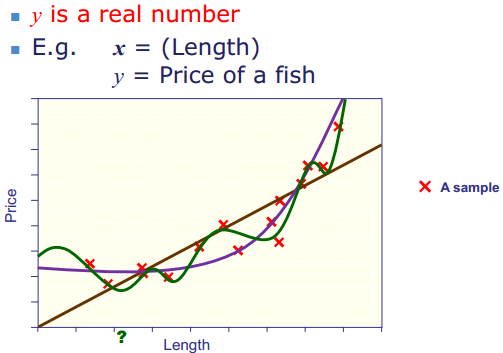 y is a real number
E.g. x = (Length)
y = Price of a fish
Price
A sample
?
Length